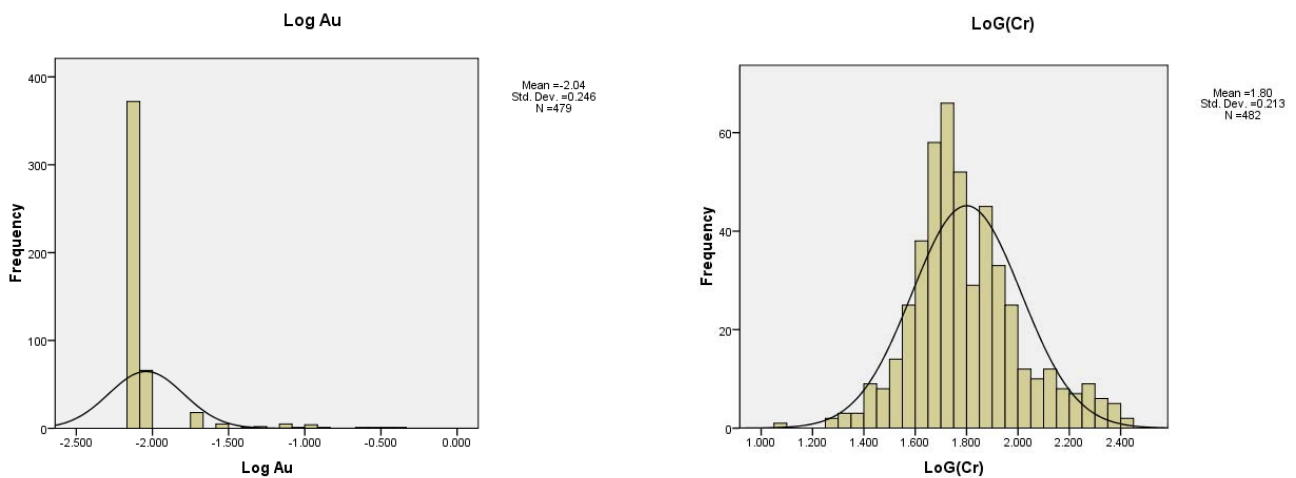 Log Au
400
300
200
100
0
Frequency
-2.500 -2.000 -1.500 -1.000 -0.500 0.000
Log Au
Mean =-2.04
Std. Dev. =0.246
N =479
LoG(Cr)
60
40
20
0
Frequency
1.000 1.200 1.400 1.600 1.800 2.000 2.200 2.400
LoG(Cr)
Mean =1.80
Std. Dev. =0.213
N =482